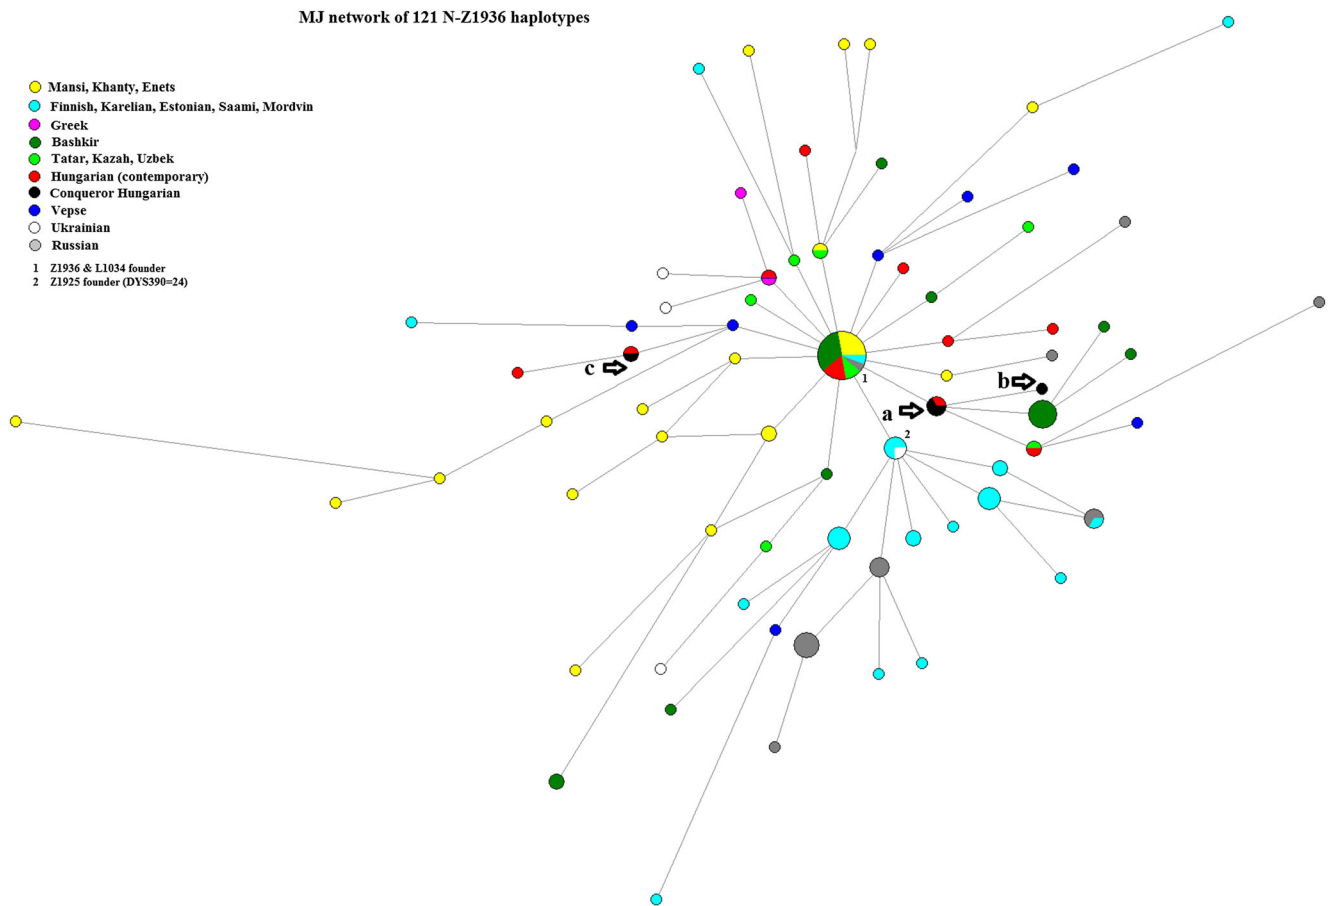 MJ network of 121 N-Z1936 haplotypes
Mansi, Khanty, Enets
Finnish, Karelian, Estonian, Saami, Mordvin
Greek
Bashkir
Tatar, Kazah, Uzbek
Hungarian (contemporary)
Conqueror Hungarian
Vepse
Ukrainian
Russian
1 Z1936 & L1034 founder
2 Z1925 founder (DYS390=24)
c
1
b
a
2